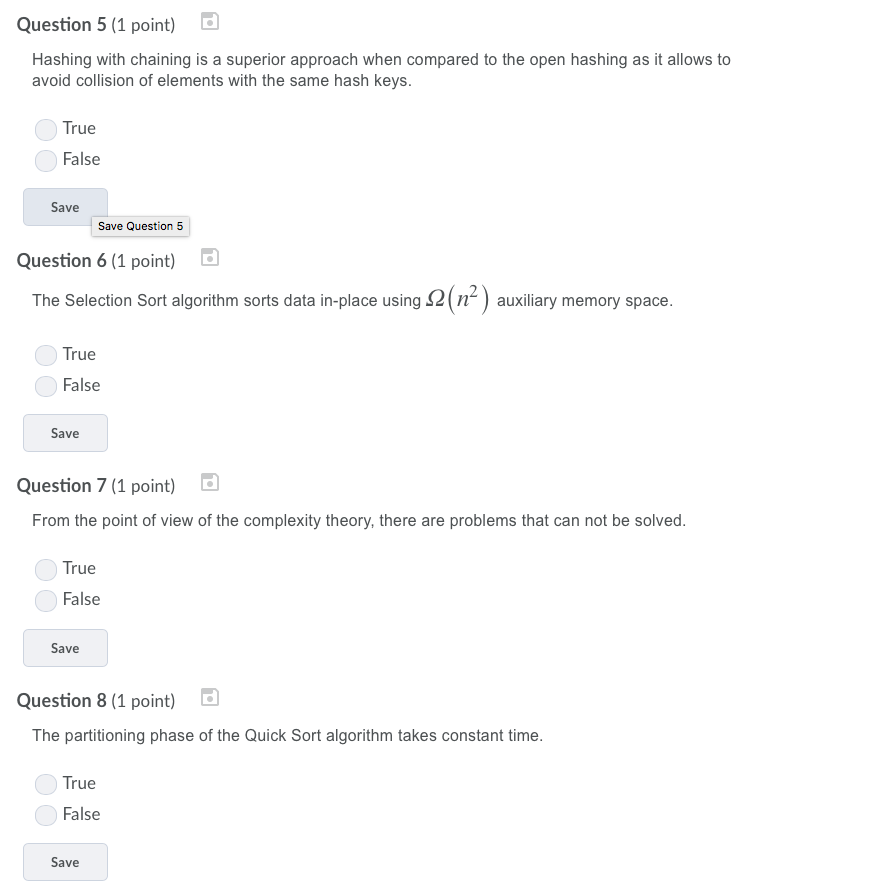 Question 5 (1 point)
Hashing with chaining is a superior approach when compared to the open hashing as it allows to
avoid collision of elements with the same hash keys.
True
False
Save
Save Question 5
Question 6 (1 point)
The Selection Sort algorithm sorts data in-place using Ω(n²) auxiliary memory space.
True
False
Save
Question 7 (1 point)
From the point of view of the complexity theory, there are problems that can not be solved.
True
False
Save
Question 8 (1 point)
The partitioning phase of the Quick Sort algorithm takes constant time.
True
False
Save